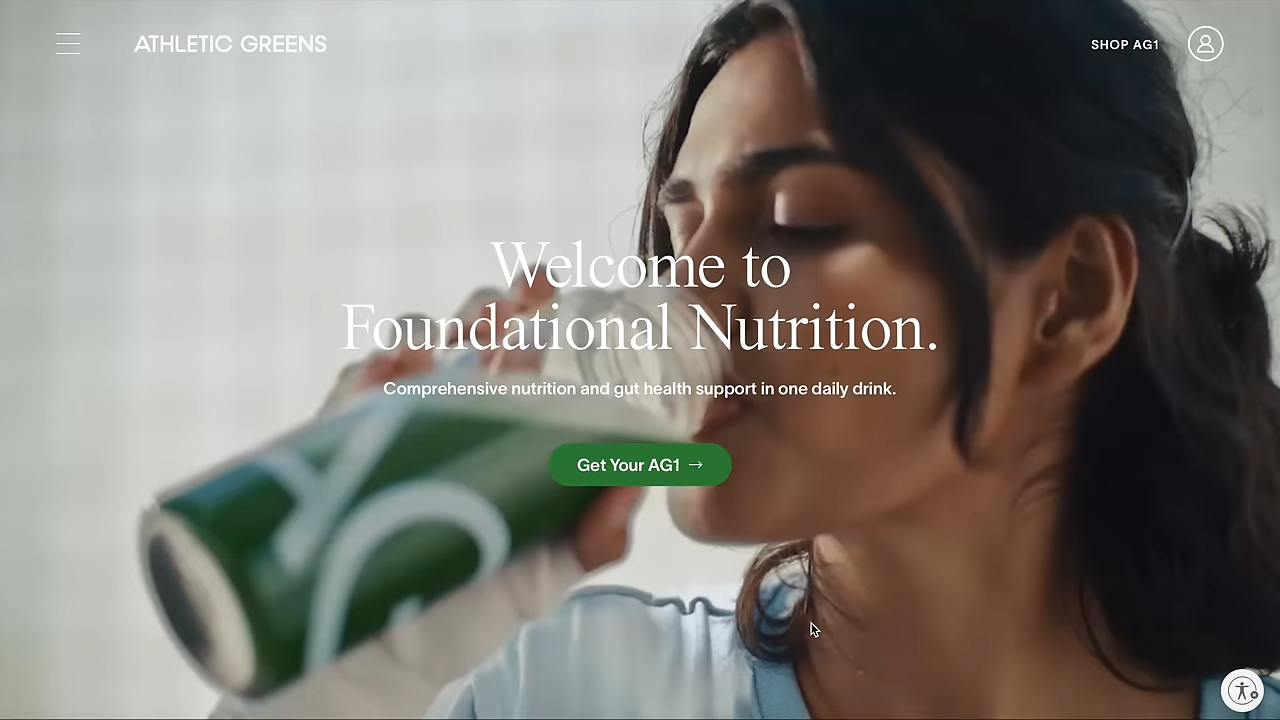 ATHLETIC GREENS
SHOP AG1
Welcome to
Foundational Nutrition.
Comprehensive nutrition and gut health support in one daily drink.
Get Your AG1 →